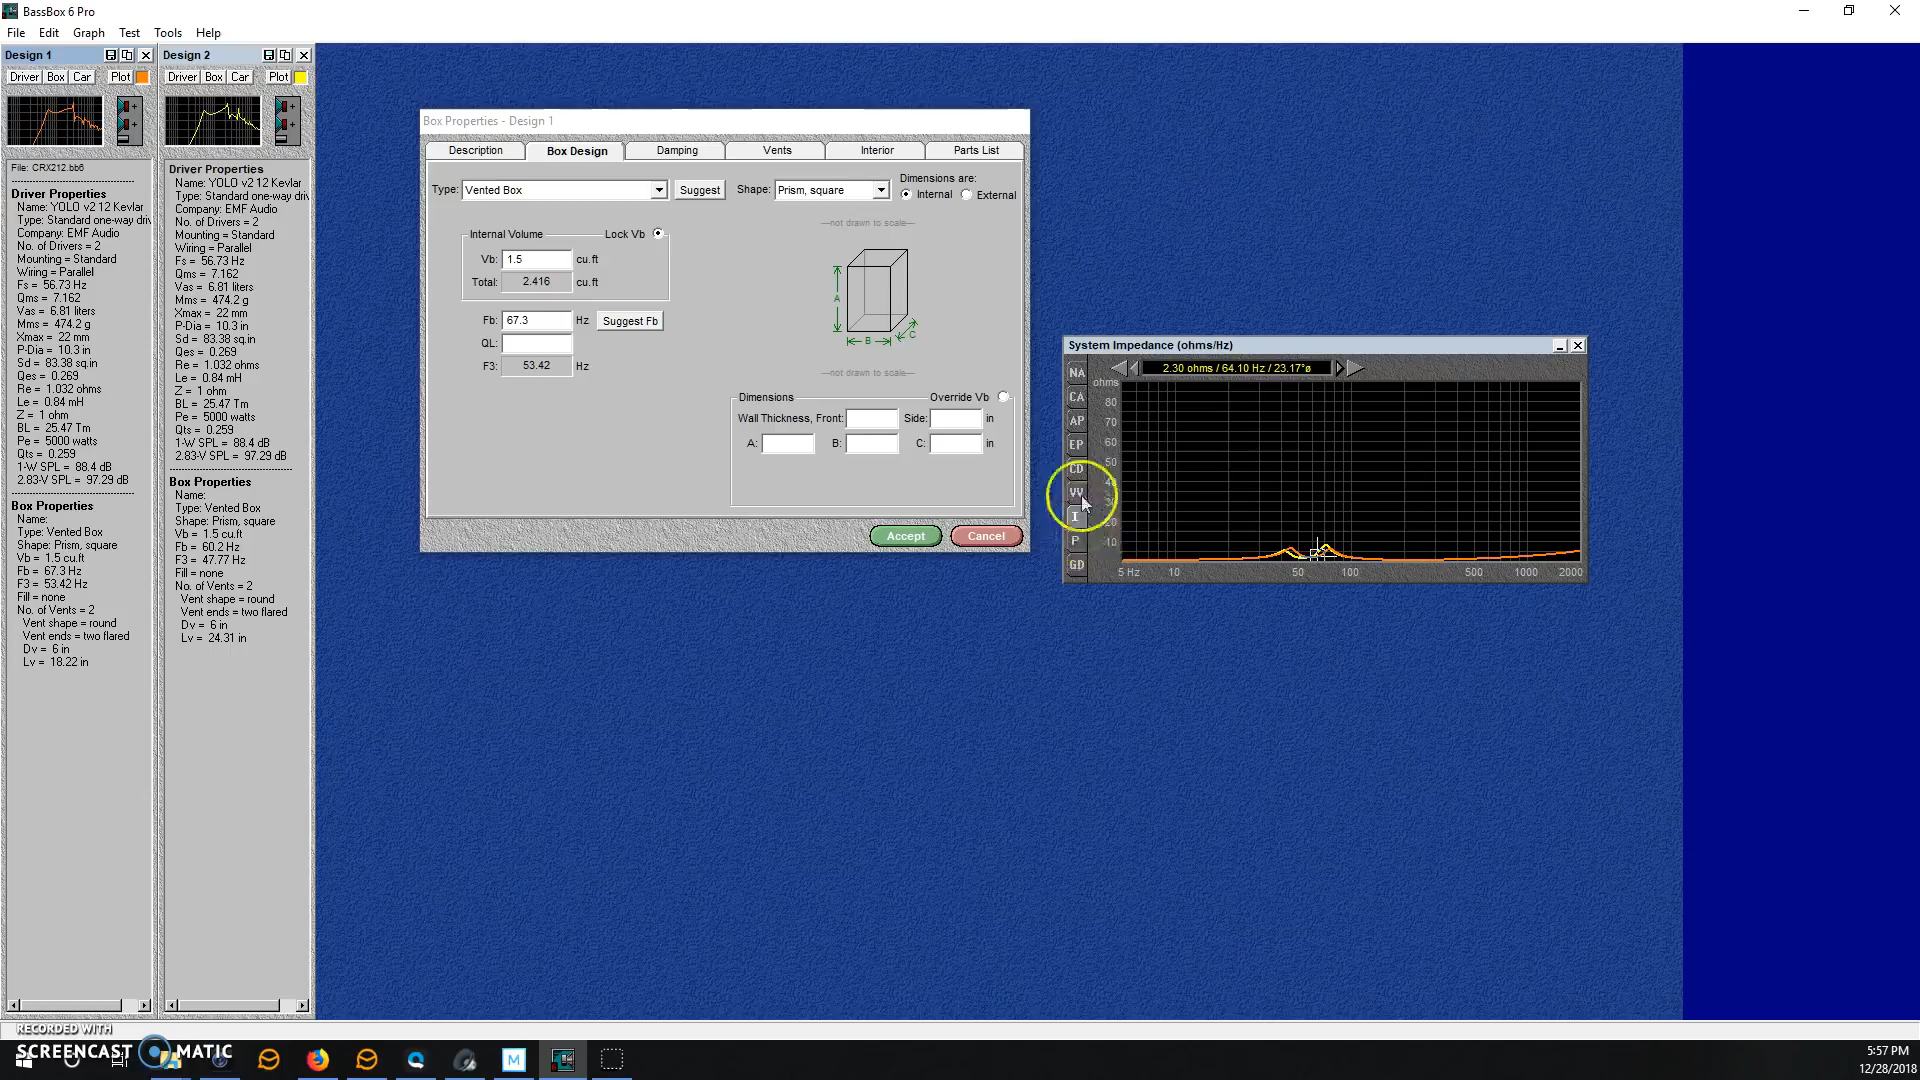 BassBox 6 Pro
File Edit Graph Test Tools Help
Design 1
Driver Box Car Plot
File: CRX212.bb6
Driver Properties
Name: YOLO v2 12 Kevlar
Type: Standard one-way driv
Company: EMF Audio
No. of Drivers = 2
Mounting = Standard
Wiring = Parallel
Fs = 56.73 Hz
Qms = 7.162
Vas = 6.81 liters
Mms = 474.2 g
Xmax = 22 mm
P-Dia = 10.3 in
Sd = 83.38 sq.in
Qes = 0.269
Re = 1.032 ohms
Le = 0.84 mH
Z = 1 ohm
BL = 25.47 Tm
Pe = 5000 watts
Qts = 0.259
1-W SPL = 88.4 dB
2.83-V SPL = 97.29 dB
Box Properties
Name:
Type: Vented Box
Shape: Prism, square
Vb = 1.5 cu.ft
Fb = 67.3 Hz
F3 = 53.42 Hz
Fill = none
No. of Vents = 2
Vent shape = round
Vent ends = two flared
Dv = 6 in
Lv = 18.22 in
Design 2
Driver Box Car Plot
Driver Properties
Name: YOLO v2 12 Kevlar
Type: Standard one-way driv
Company: EMF Audio
No. of Drivers = 2
Mounting = Standard
Wiring = Parallel
Fs = 56.73 Hz
Qms = 7.162
Vas = 6.81 liters
Mms = 474.2 g
Xmax = 22 mm
P-Dia = 10.3 in
Sd = 83.38 sq.in
Qes = 0.269
Re = 1.032 ohms
Le = 0.84 mH
Z = 1 ohm
BL = 25.47 Tm
Pe = 5000 watts
Qts = 0.259
1-W SPL = 88.4 dB
2.83-V SPL = 97.29 dB
Box Properties
Name:
Type: Vented Box
Shape: Prism, square
Vb = 1.5 cu.ft
Fb = 60.2 Hz
F3 = 47.77 Hz
Fill = none
No. of Vents = 2
Vent shape = round
Vent ends = two flared
Dv = 6 in
Lv = 24.31 in
Box Properties - Design 1
Description Box Design Damping Vents Interior Parts List
Type: Vented Box Suggest Shape: Prism, square
Dimensions are:
Internal External
—not drawn to scale—
Internal Volume Lock Vb
Vb: 1.5 cu.ft
Total: 2.416 cu.ft
Fb: 67.3 Hz Suggest Fb
QL:
F3: 53.42 Hz
A
B
C
—not drawn to scale—
Dimensions Override Vb
Wall Thickness, Front: Side: in
A: B: C: in
Accept Cancel
System Impedance (ohms/Hz)
2.30 ohms / 64.10 Hz / 23.17°ø
NA
CA
AP
EP
CD
VV
I
P
GD
ohms
80
70
60
50
20
10
5 Hz 10 50 100 500 1000 2000
RECORDED WITH
SCREENCAST MATIC
M
5:57 PM
12/28/2018